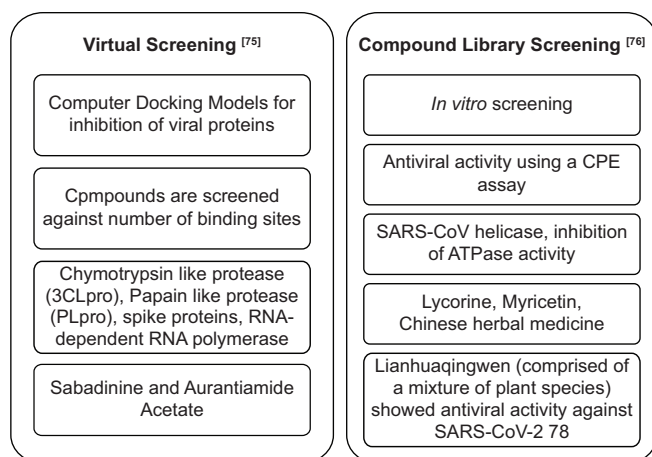 Virtual Screening [75]
Computer Docking Models for
inhibition of viral proteins
Cpmpounds are screened
against number of binding sites
Chymotrypsin like protease
(3CLpro), Papain like protease
(PLpro), spike proteins, RNA-
dependent RNA polymerase
Sabadinine and Aurantiamide
Acetate
Compound Library Screening [76]
In vitro screening
Antiviral activity using a CPE
assay
SARS-CoV helicase, inhibition
of ATPase activity
Lycorine, Myricetin,
Chinese herbal medicine
Lianhuaqingwen (comprised of
a mixture of plant species)
showed antiviral activity against
SARS-CoV-2 78